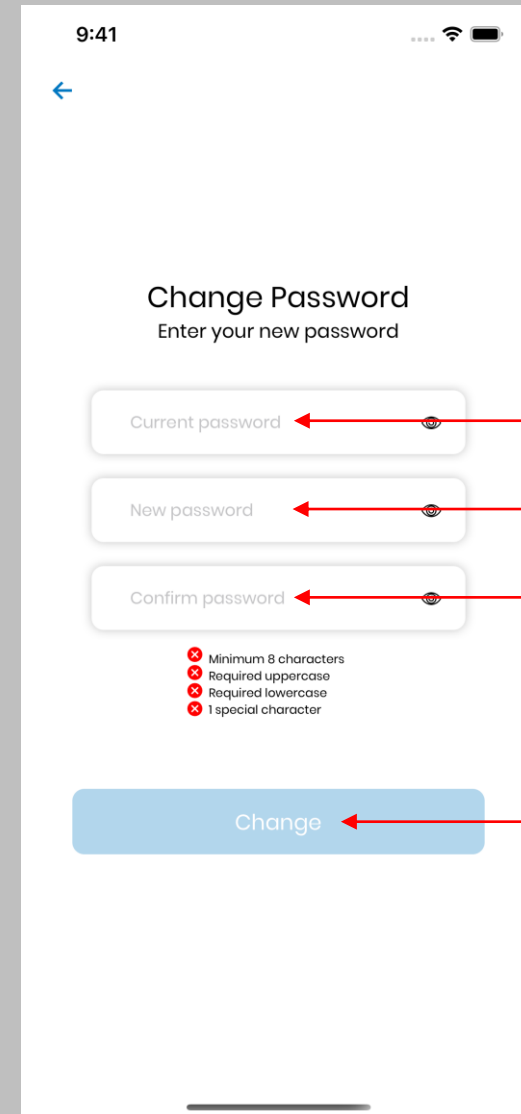 9:41
Change Password
Enter your new password
Current password
New password
Confirm password
Minimum 8 characters
Required uppercase
Required lowercase
1 special character
Change